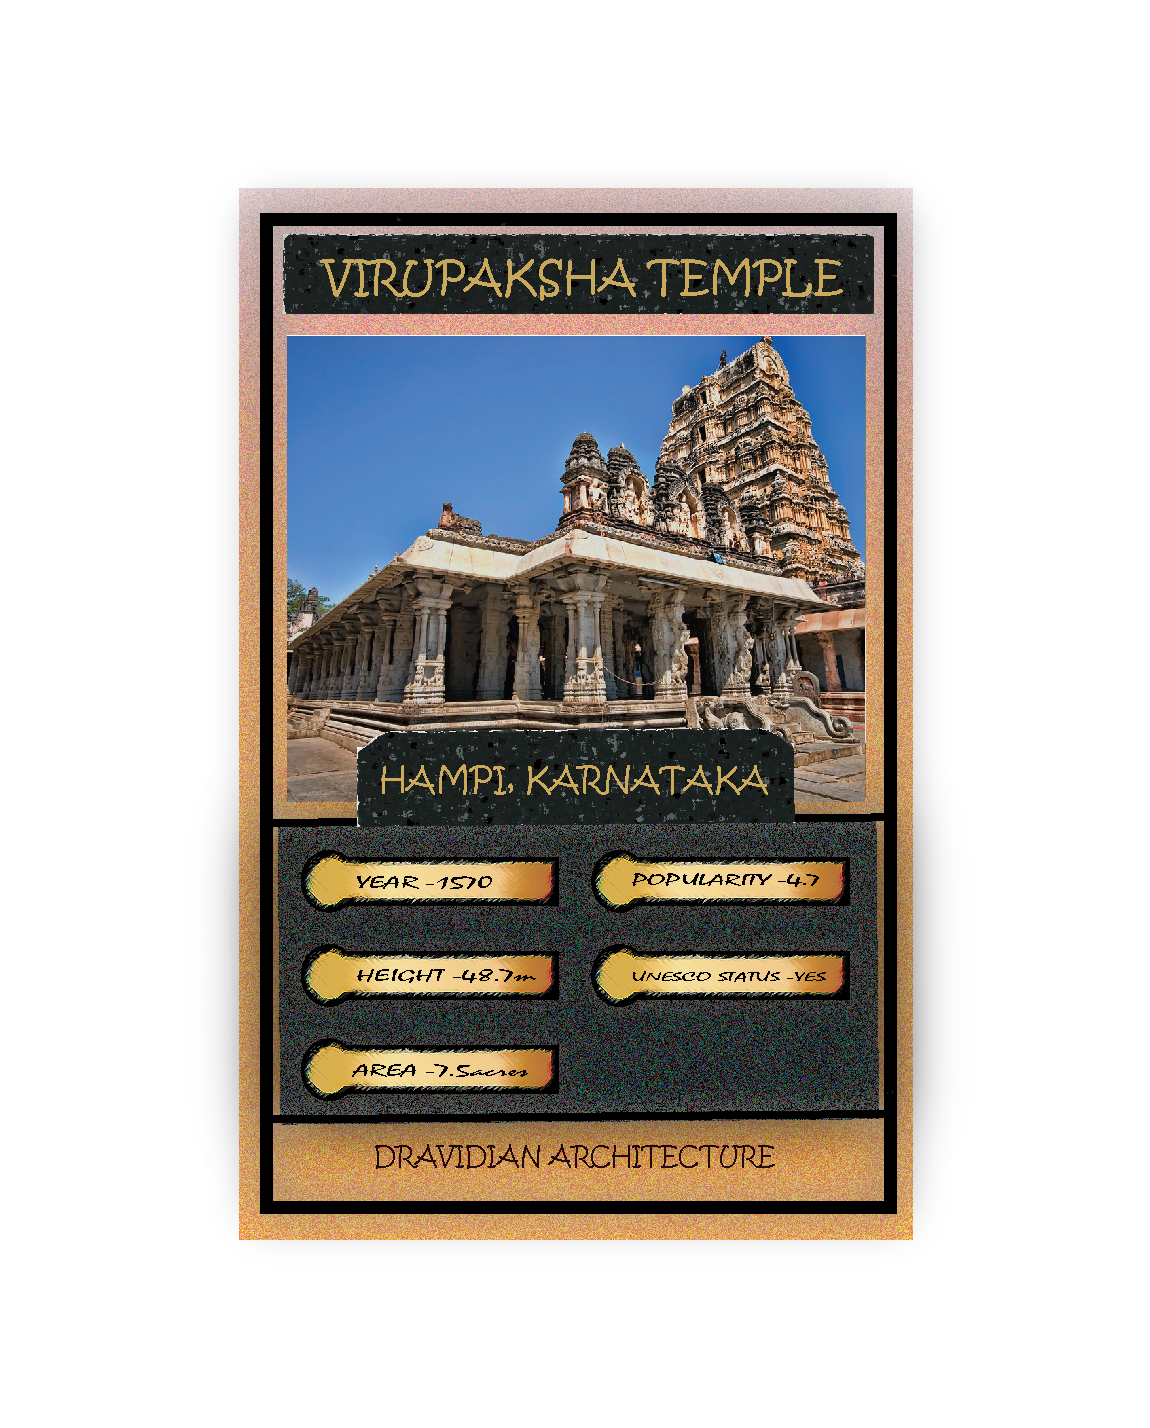 VIRUPAKSHA TEMPLE
HAMPI, KARNATAKA
YEAR -1570
POPULARITY -4.7
HEIGHT -48.7m
UNESCO STATUS -YES
AREA -7.5acres
DRAVIDIAN ARCHITECTURE